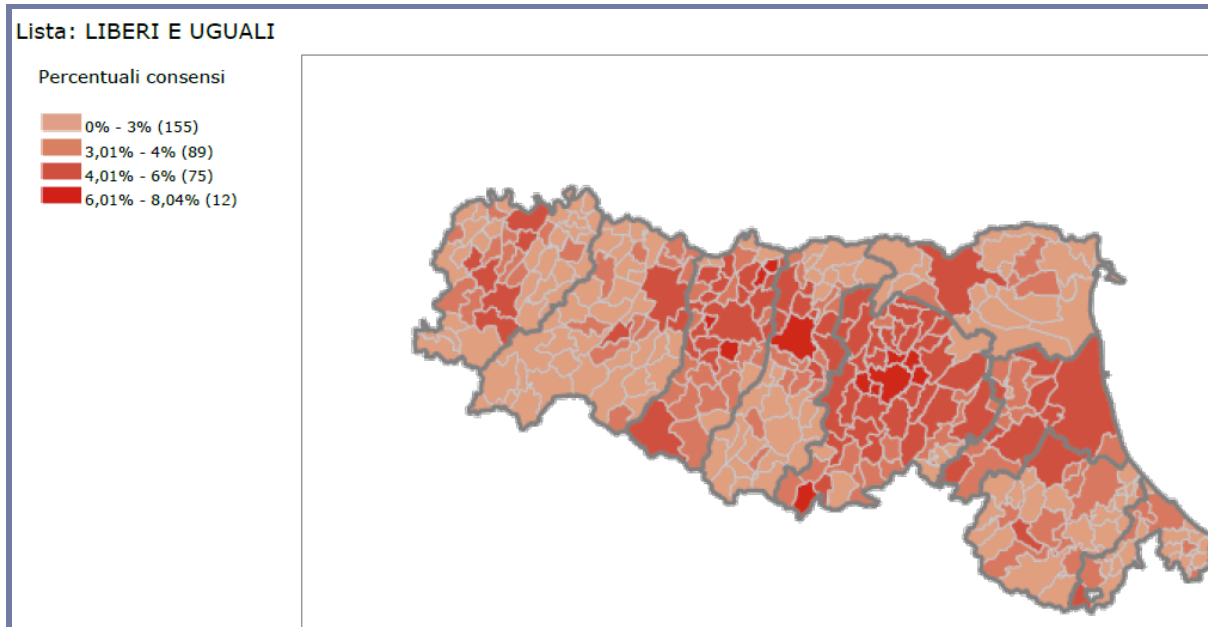 Lista: LIBERI E UGUALI
Percentuali consensi
0% - 3% (155)
3,01% - 4% (89)
4,01% - 6% (75)
6,01% - 8,04% (12)